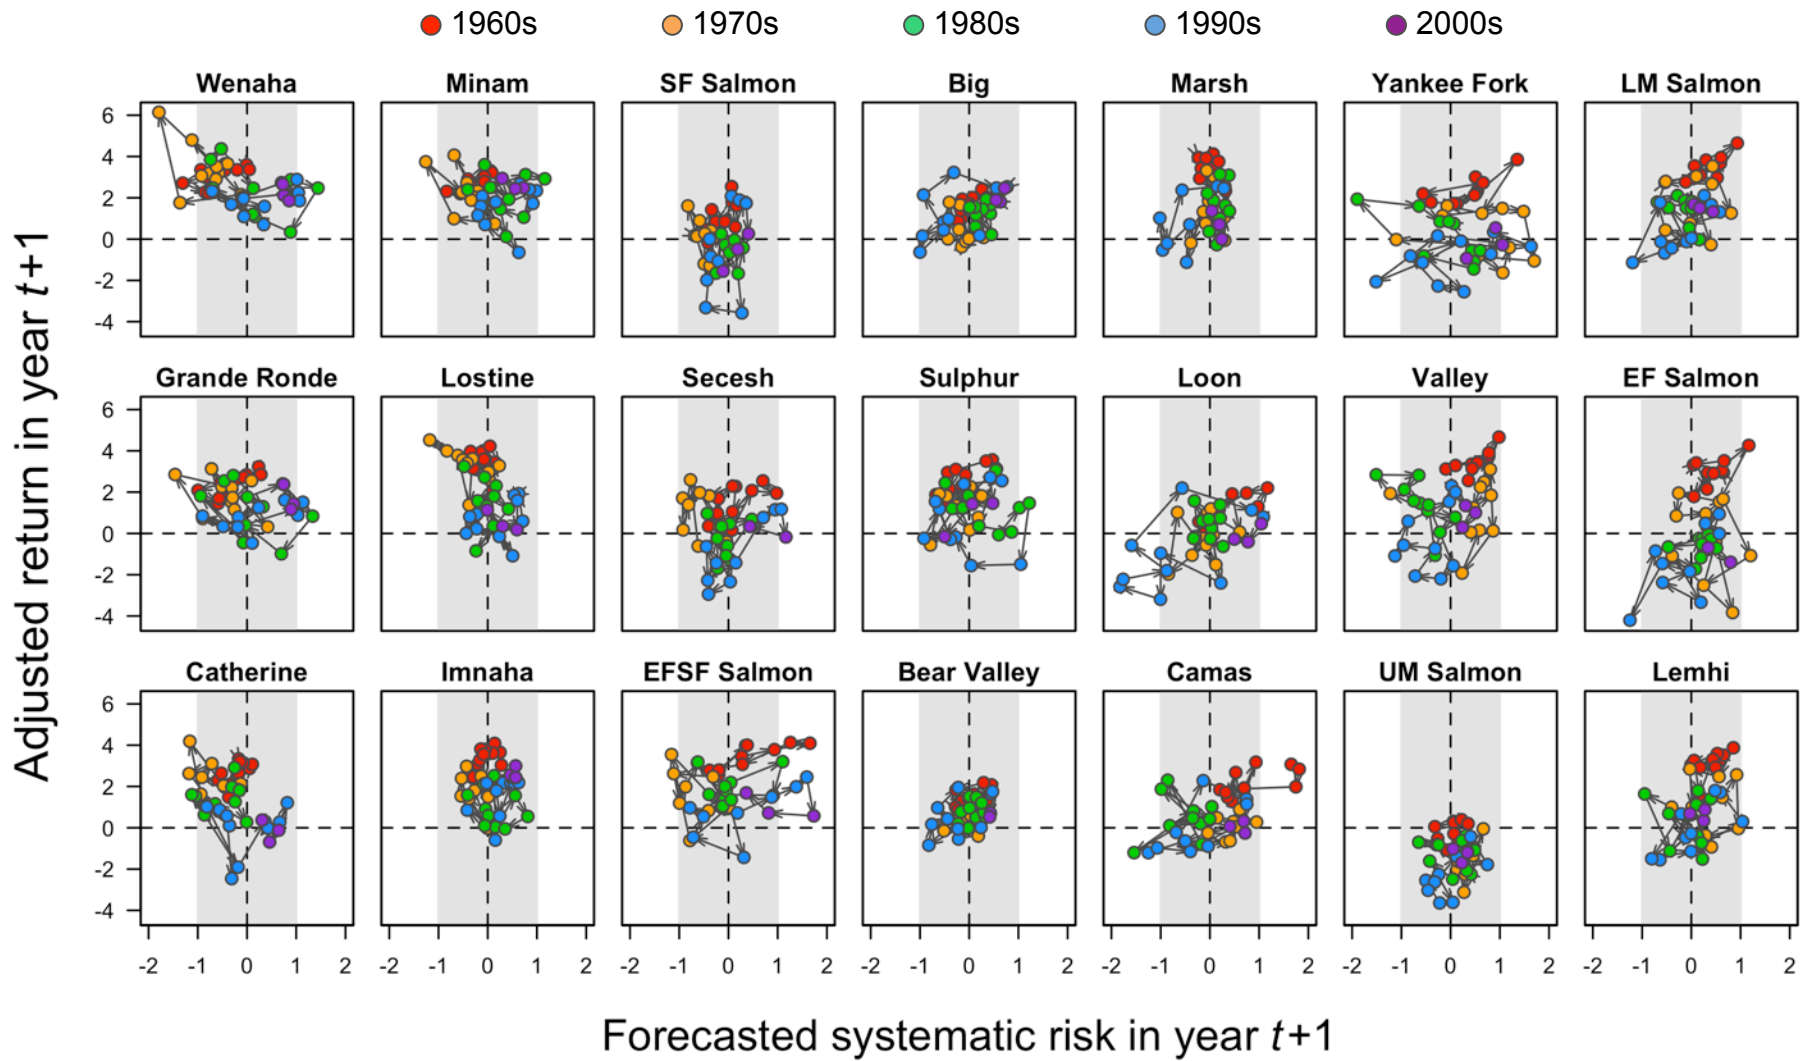 1960s 1970s 1980s 1990s 2000s
Wenaha Minam SF Salmon Big Marsh Yankee Fork LM Salmon
6
4
2
0
-2
-4
Grande Ronde Lostine Secesh Sulphur Loon Valley EF Salmon
6
4
2
0
-2
-4
Catherine Imnaha EFSF Salmon Bear Valley Camas UM Salmon Lemhi
6
4
2
0
-2
-4
-2 -1 0 1 2 -2 -1 0 1 2 -2 -1 0 1 2 -2 -1 0 1 2 -2 -1 0 1 2 -2 -1 0 1 2 -2 -1 0 1 2
Adjusted return in year t+1
Forecasted systematic risk in year t+1